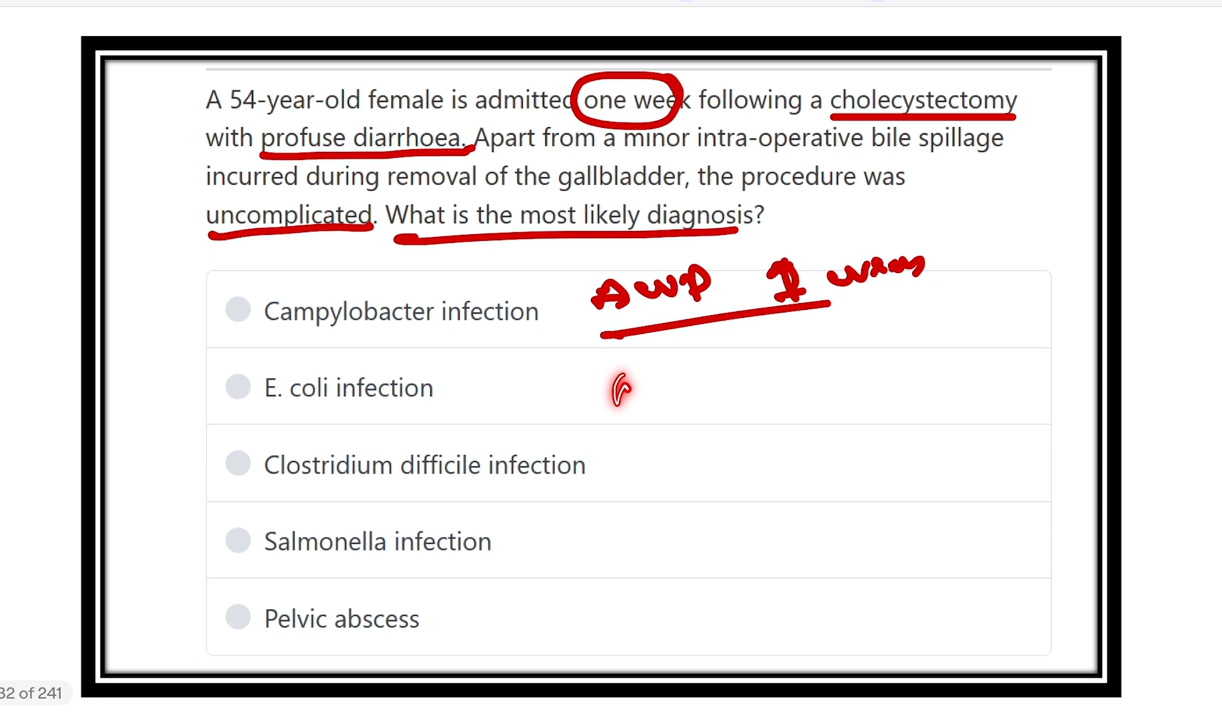 A 54-year-old female is admitted one week following a cholecystectomy
with profuse diarrhoea. Apart from a minor intra-operative bile spillage
incurred during removal of the gallbladder, the procedure was
uncomplicated. What is the most likely diagnosis?
Campylobacter infection
E. coli infection
Clostridium difficile infection
Salmonella infection
Pelvic abscess
32 of 241